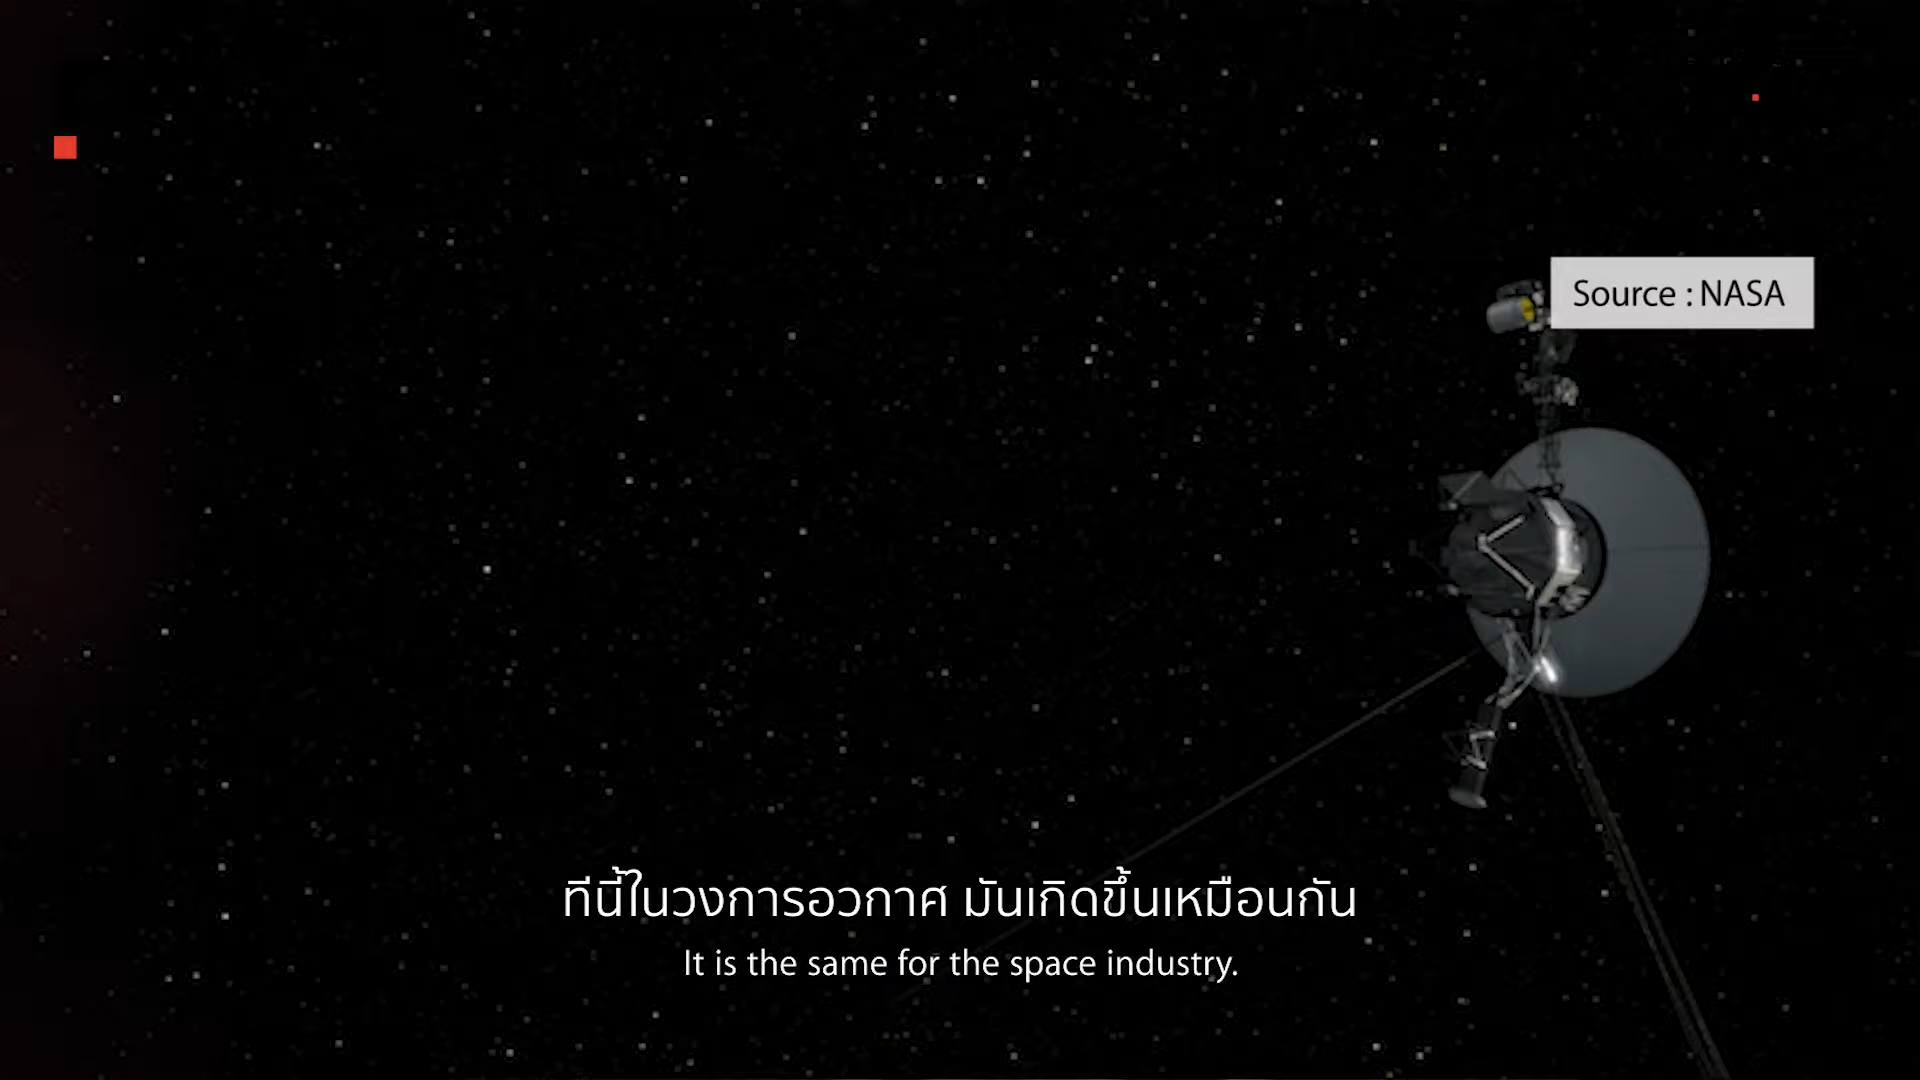 Source : NASA
ทีนี้ในวงการอวกาศ มันเกิดขึ้นเหมือนกัน
It is the same for the space industry.